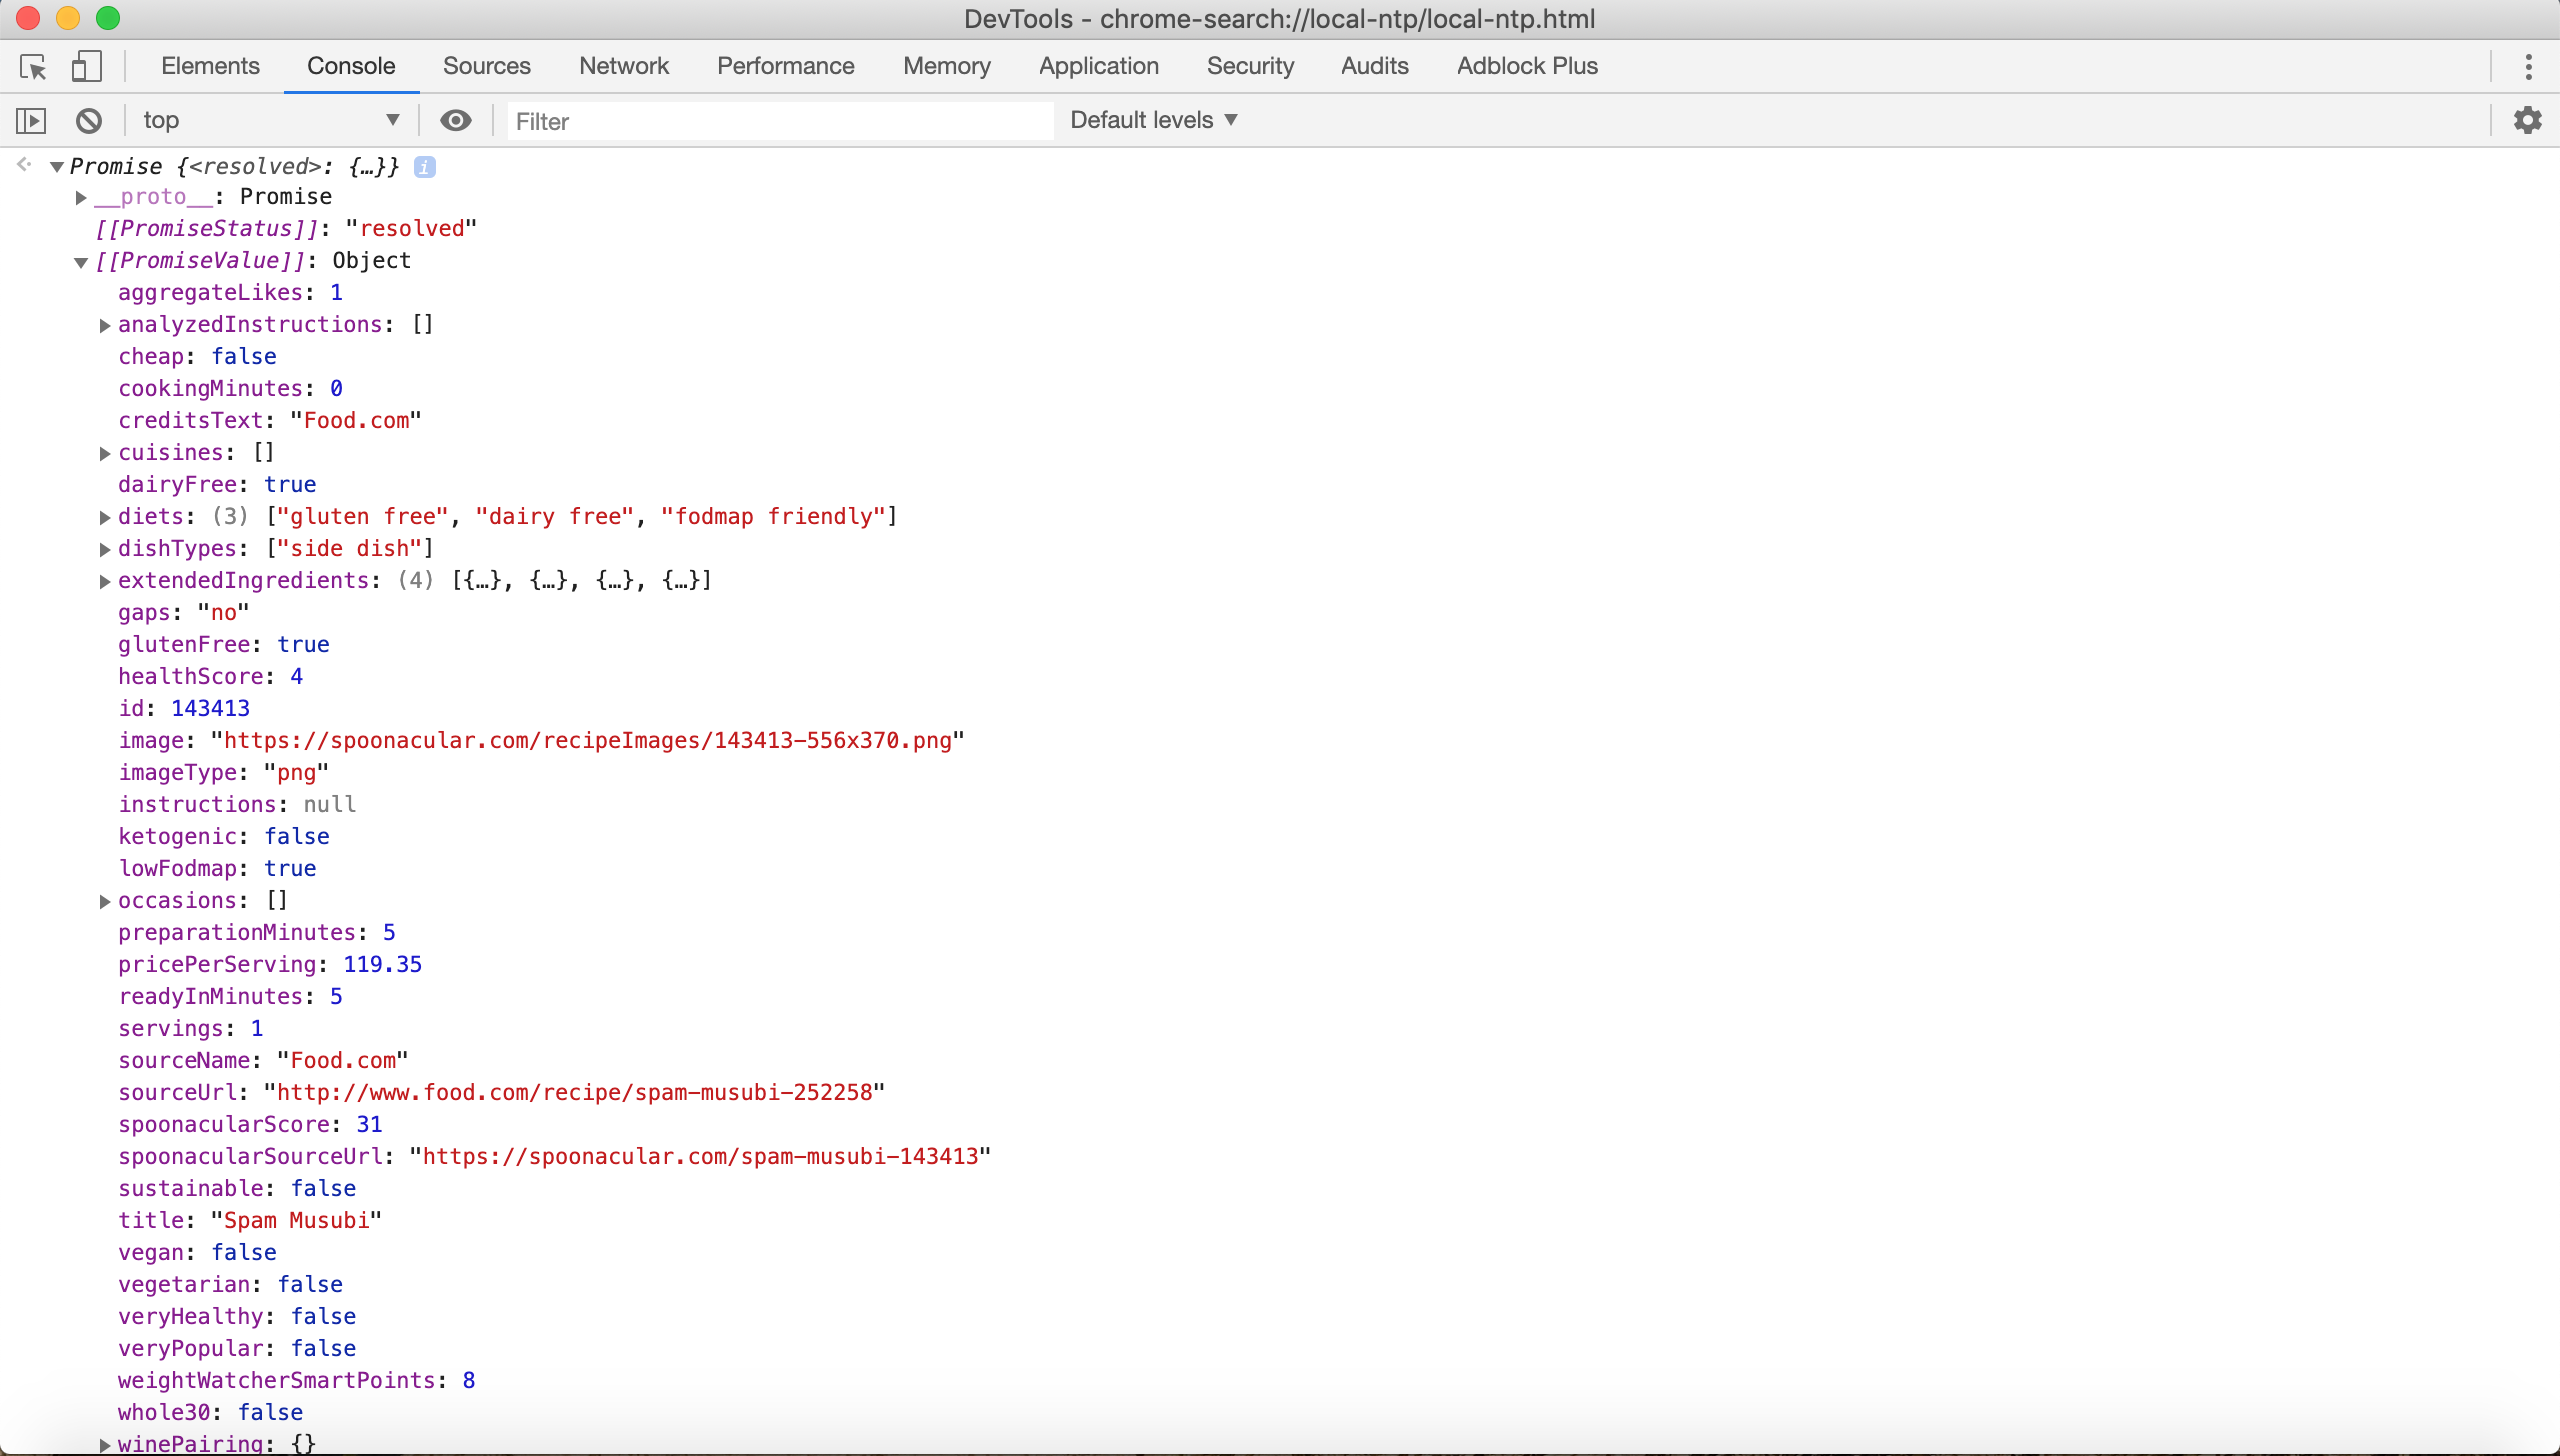 DevTools - chrome-search://local-ntp/local-ntp.html
Elements Console Sources Network Performance Memory Application Security Audits Adblock Plus
top Filter Default levels
Promise {<resolved>: {…}} i
__proto__: Promise
[[PromiseStatus]]: "resolved"
[[PromiseValue]]: Object
aggregateLikes: 1
analyzedInstructions: []
cheap: false
cookingMinutes: 0
creditsText: "Food.com"
cuisines: []
dairyFree: true
diets: (3) ["gluten free", "dairy free", "fodmap friendly"]
dishTypes: ["side dish"]
extendedIngredients: (4) [{…}, {…}, {…}, {…}]
gaps: "no"
glutenFree: true
healthScore: 4
id: 143413
image: "https://spoonacular.com/recipeImages/143413-556x370.png"
imageType: "png"
instructions: null
ketogenic: false
lowFodmap: true
occasions: []
preparationMinutes: 5
pricePerServing: 119.35
readyInMinutes: 5
servings: 1
sourceName: "Food.com"
sourceUrl: "http://www.food.com/recipe/spam-musubi-252258"
spoonacularScore: 31
spoonacularSourceUrl: "https://spoonacular.com/spam-musubi-143413"
sustainable: false
title: "Spam Musubi"
vegan: false
vegetarian: false
veryHealthy: false
veryPopular: false
weightWatcherSmartPoints: 8
whole30: false
winePairing: {}